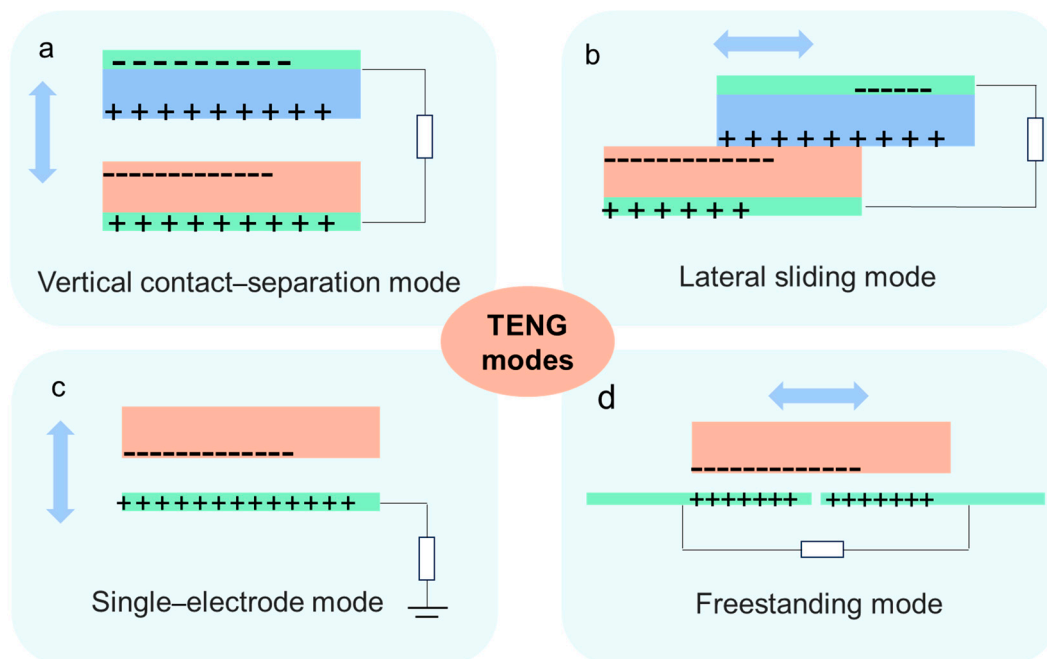 a
b
Vertical contact–separation mode
Lateral sliding mode
TENG
modes
c
d
Single–electrode mode
Freestanding mode